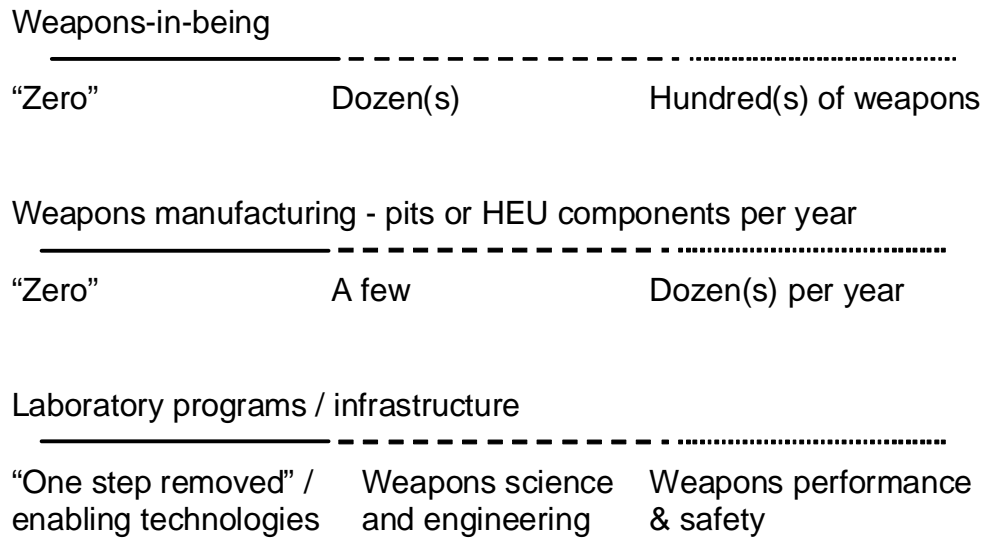 Weapons-in-being
“Zero” Dozen(s) Hundred(s) of weapons
Weapons manufacturing - pits or HEU components per year
“Zero” A few Dozen(s) per year
Laboratory programs / infrastructure
“One step removed” / Weapons science Weapons performance
enabling technologies and engineering & safety